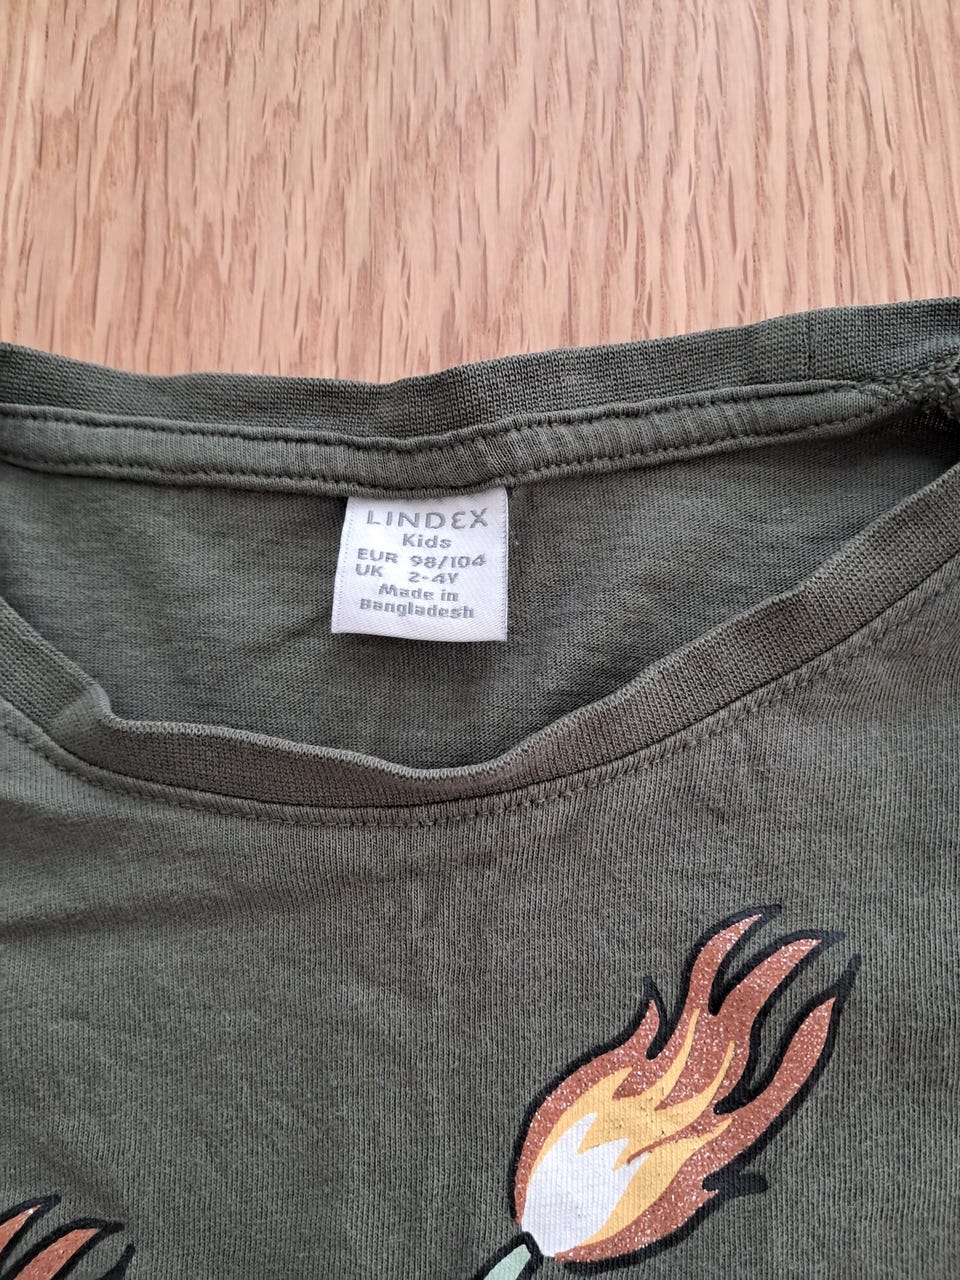 LINDEX
Kids
EUR 98/104
UK 2-4Y
Made in
Bangladesh